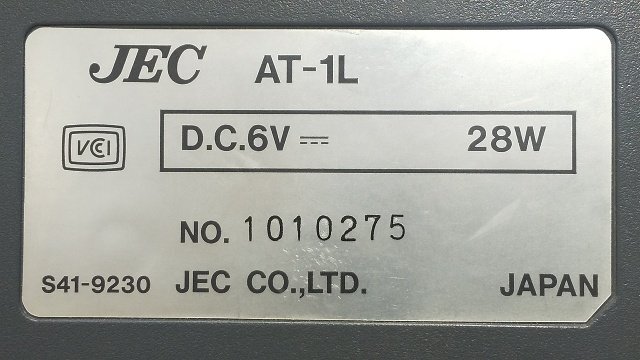 JEC AT-1L
D.C.6V ⎓ 28W
VCI
NO. 1010275
S41-9230 JEC CO.,LTD. JAPAN